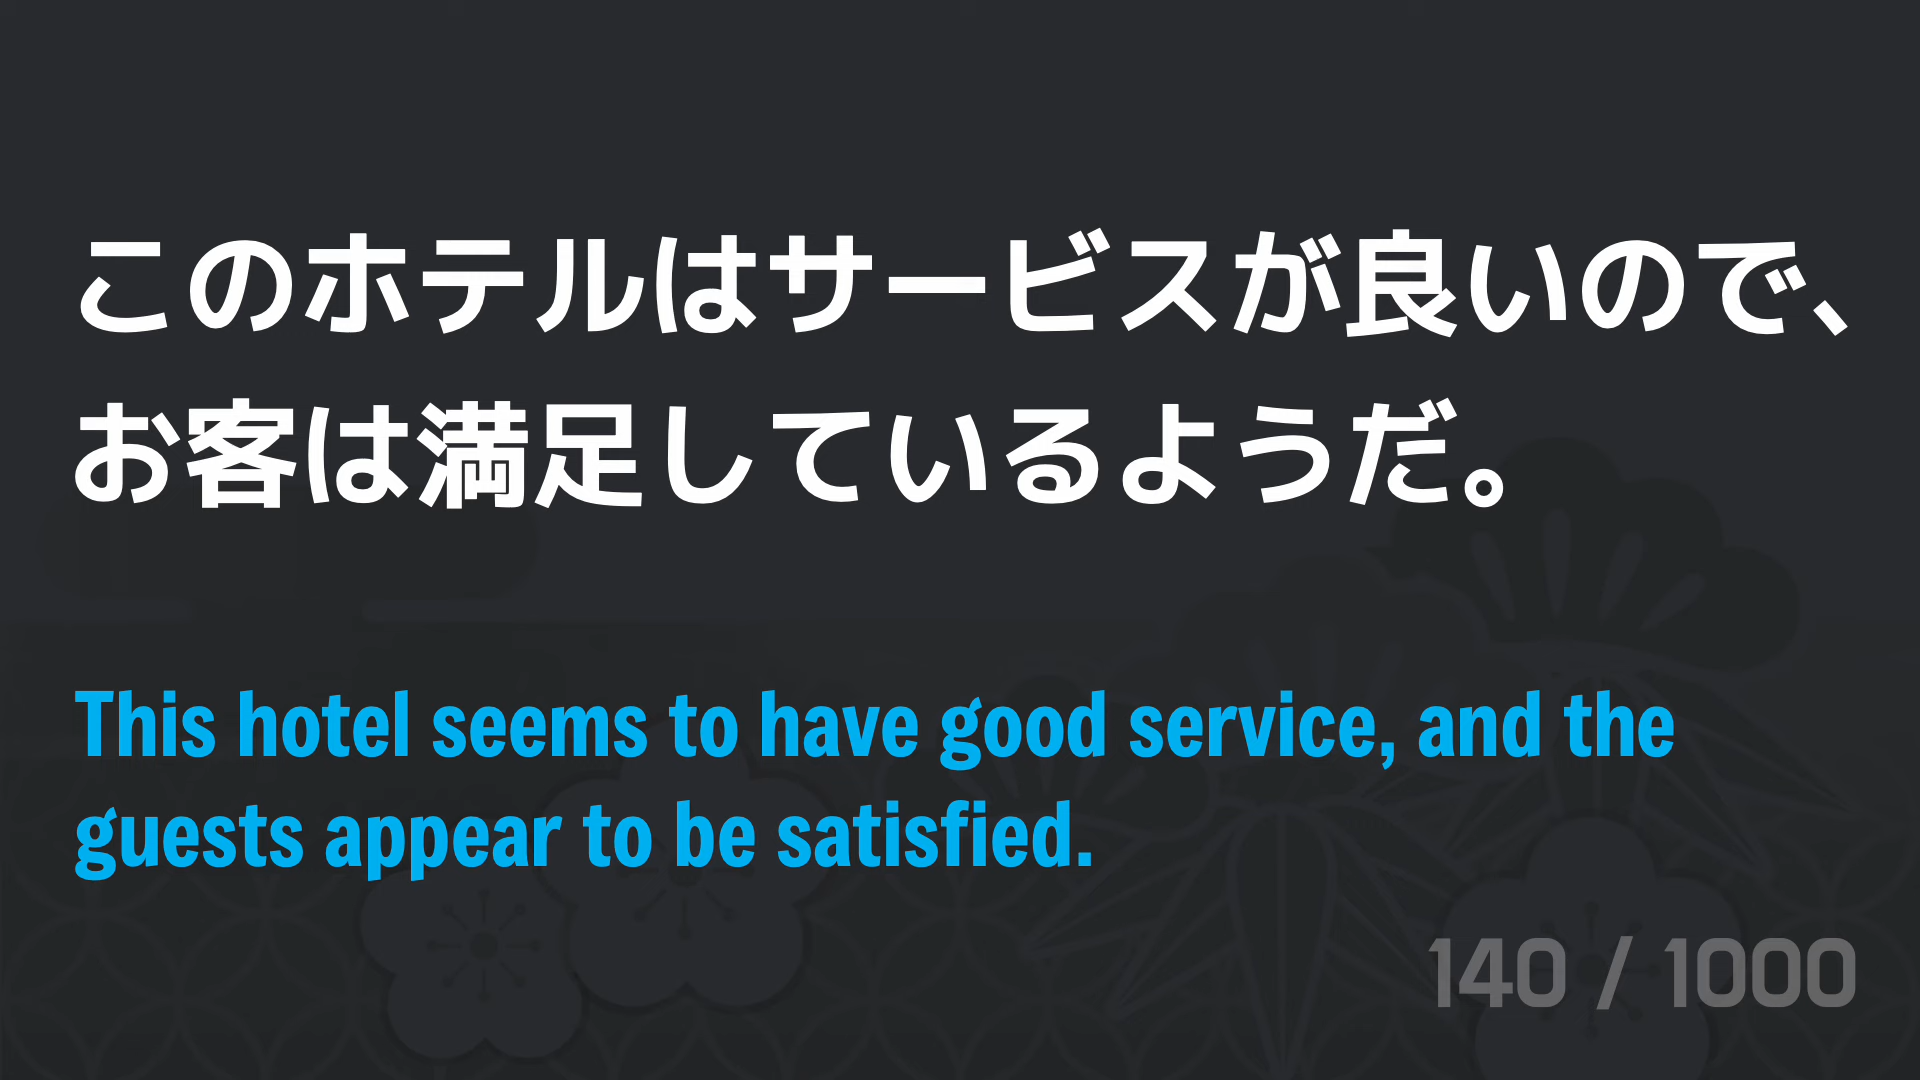 このホテルはサービスが良いので、
お客は満足しているようだ。
This hotel seems to have good service, and the
guests appear to be satisfied.
140 / 1000